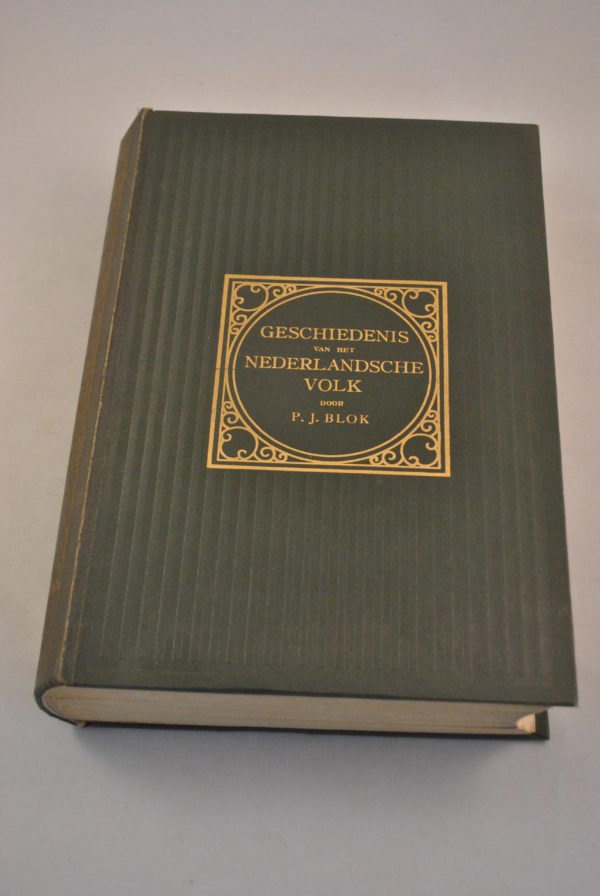 GESCHIEDENIS
VAN HET
NEDERLANDSCHE
VOLK
DOOR
P. J. BLOK